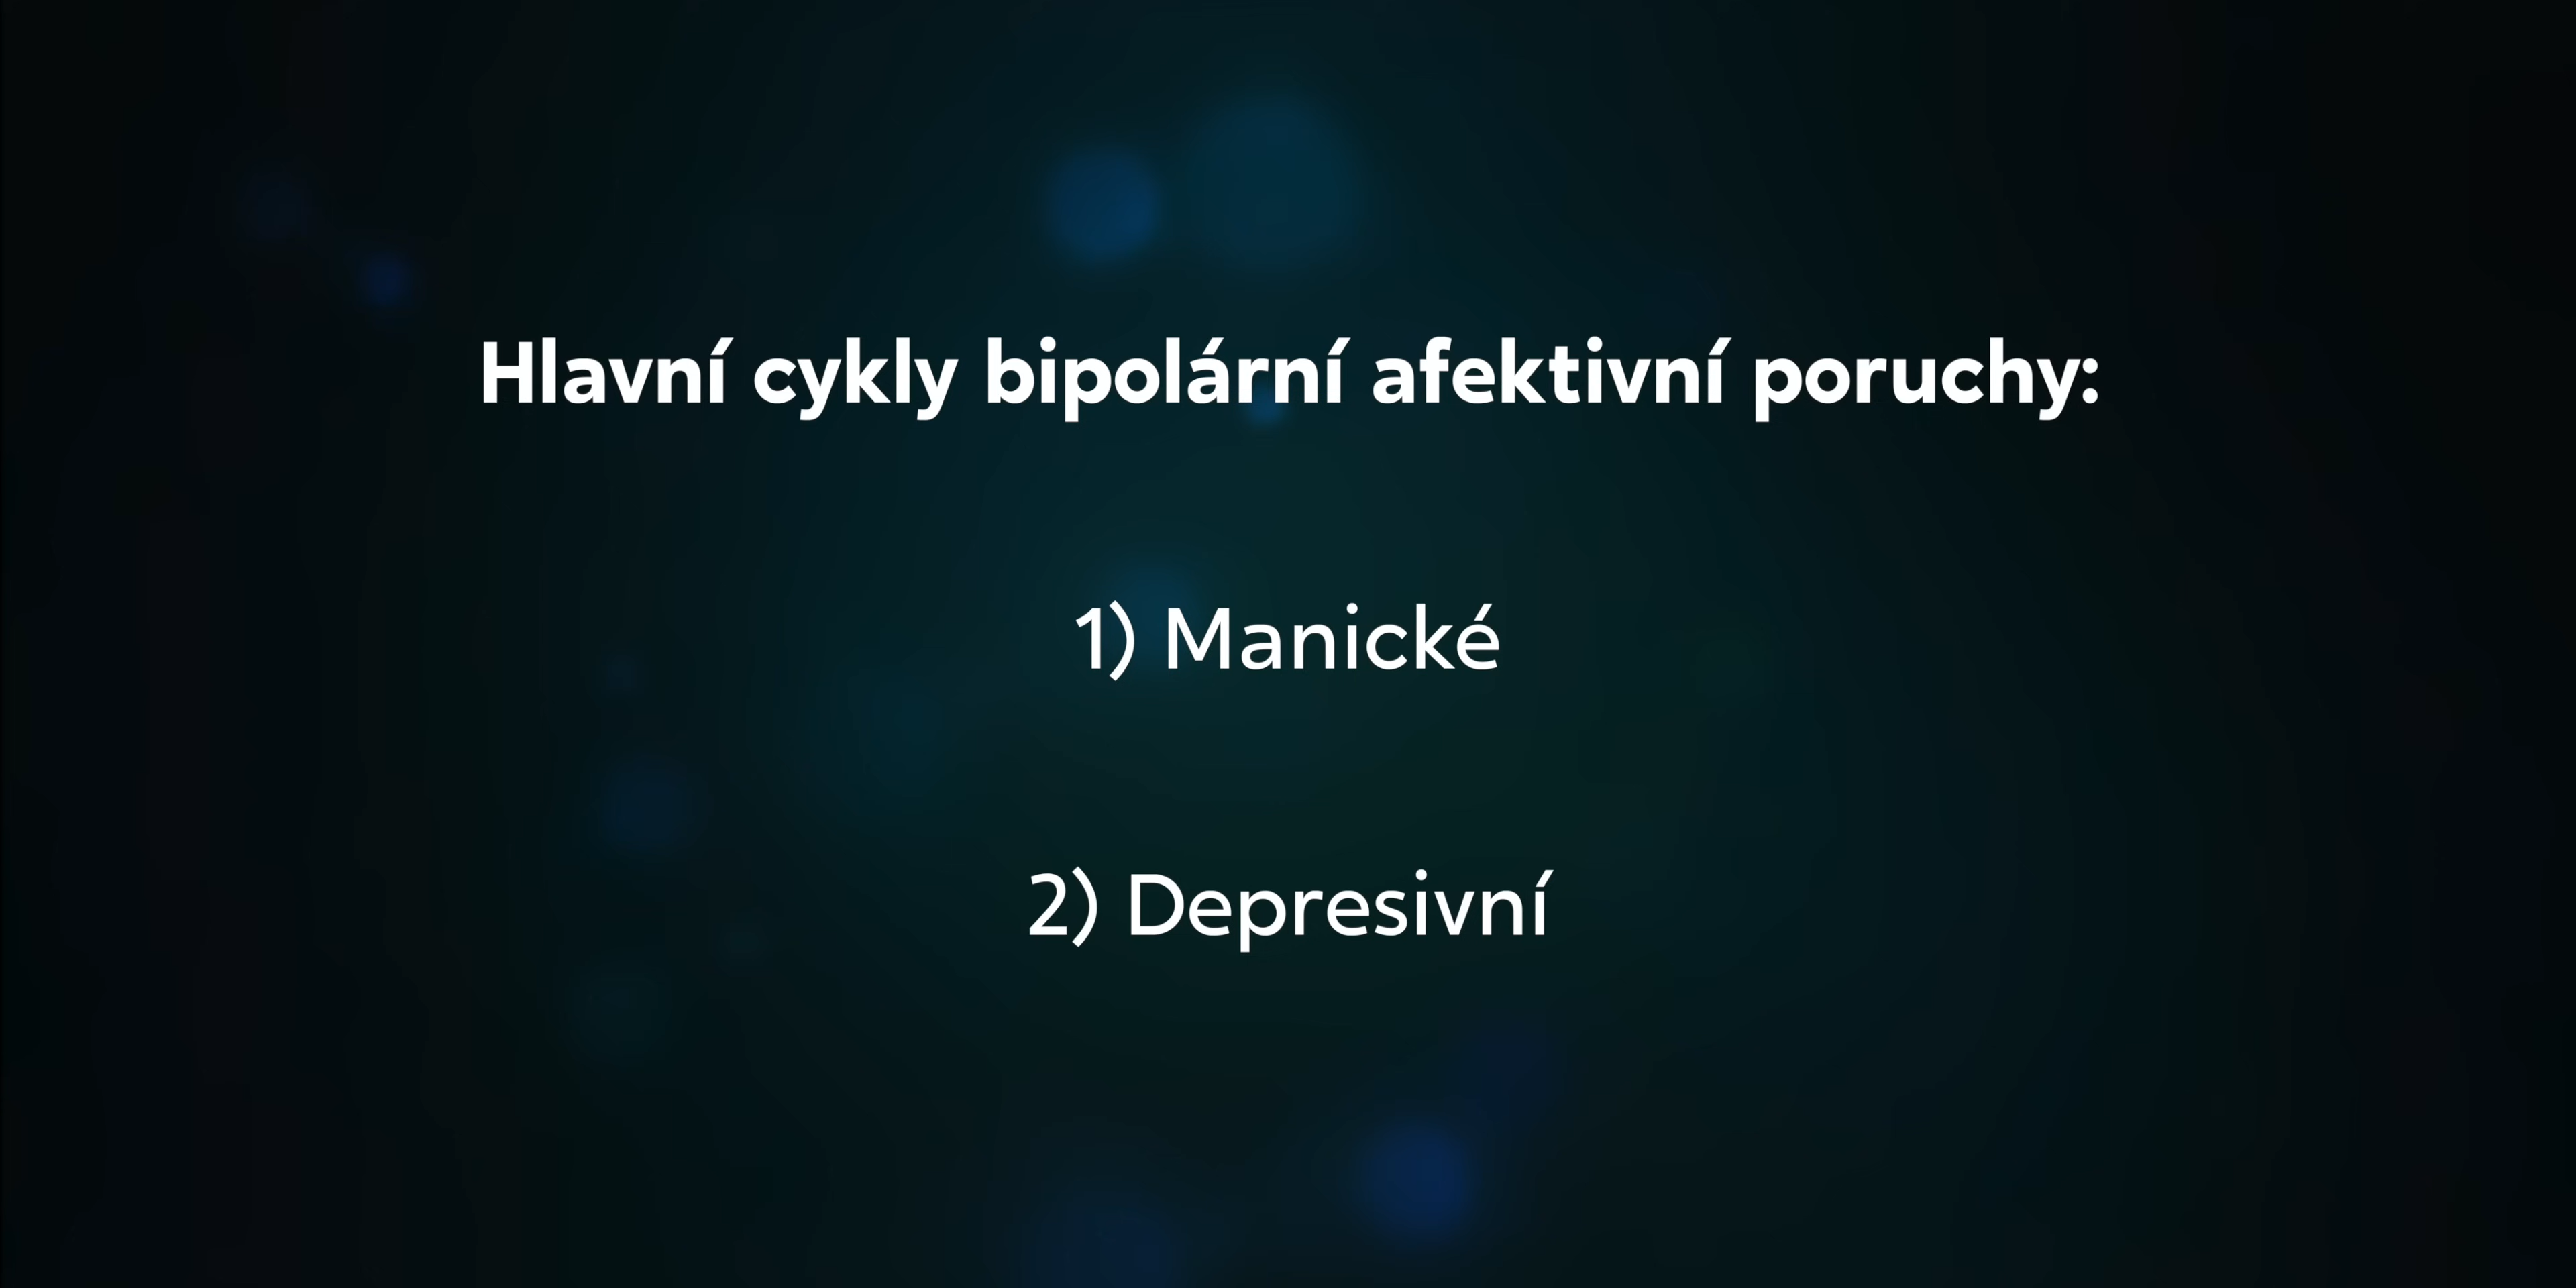 Hlavní cykly bipolární afektivní poruchy:
1) Manické
2) Depresivní